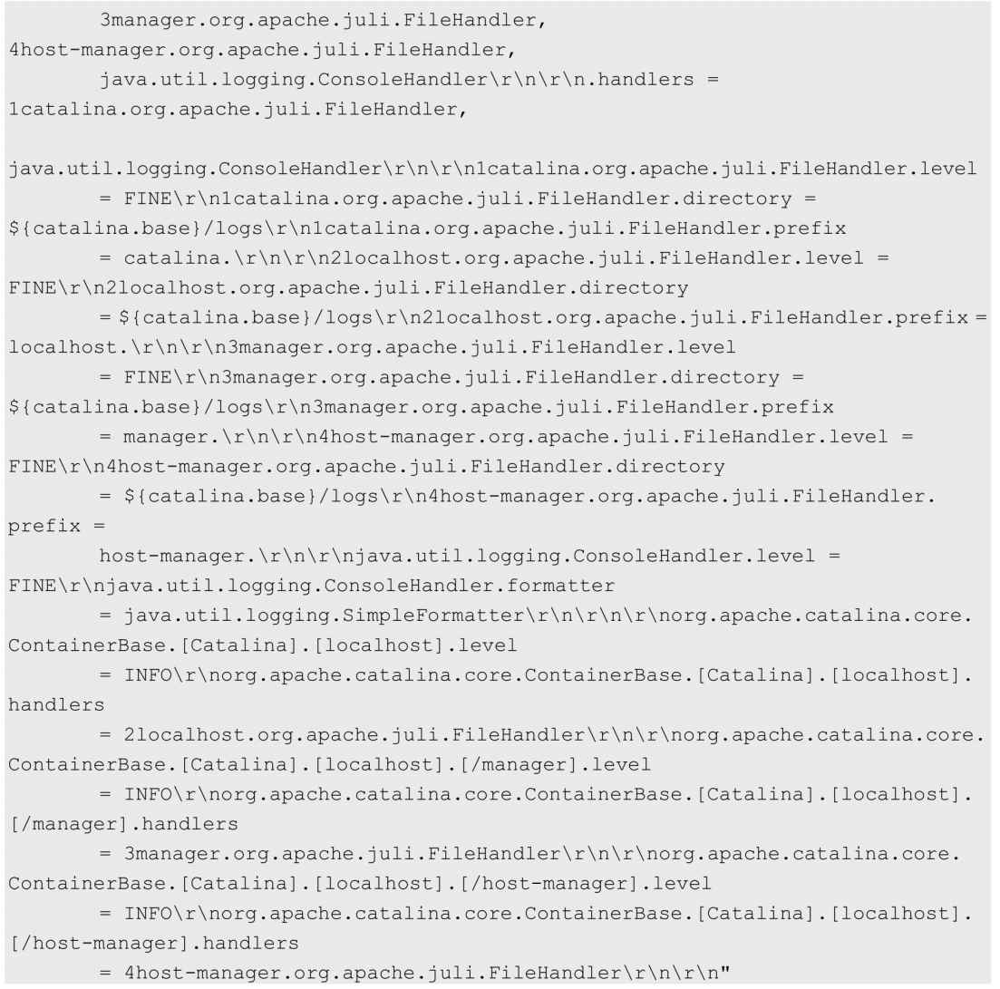 3manager.org.apache.juli.FileHandler,
4host-manager.org.apache.juli.FileHandler,
java.util.logging.ConsoleHandler\r\n\r\n.handlers =
1catalina.org.apache.juli.FileHandler,
java.util.logging.ConsoleHandler\r\n\r\n1catalina.org.apache.juli.FileHandler.level
= FINE\r\n1catalina.org.apache.juli.FileHandler.directory =
${catalina.base}/logs\r\n1catalina.org.apache.juli.FileHandler.prefix
= catalina.\r\n\r\n2localhost.org.apache.juli.FileHandler.level =
FINE\r\n2localhost.org.apache.juli.FileHandler.directory
= ${catalina.base}/logs\r\n2localhost.org.apache.juli.FileHandler.prefix =
localhost.\r\n\r\n3manager.org.apache.juli.FileHandler.level
= FINE\r\n3manager.org.apache.juli.FileHandler.directory =
${catalina.base}/logs\r\n3manager.org.apache.juli.FileHandler.prefix
= manager.\r\n\r\n4host-manager.org.apache.juli.FileHandler.level =
FINE\r\n4host-manager.org.apache.juli.FileHandler.directory
= ${catalina.base}/logs\r\n4host-manager.org.apache.juli.FileHandler.
prefix =
host-manager.\r\n\r\njava.util.logging.ConsoleHandler.level =
FINE\r\njava.util.logging.ConsoleHandler.formatter
= java.util.logging.SimpleFormatter\r\n\r\n\r\norg.apache.catalina.core.
ContainerBase.[Catalina].[localhost].level
= INFO\r\norg.apache.catalina.core.ContainerBase.[Catalina].[localhost].
handlers
= 2localhost.org.apache.juli.FileHandler\r\n\r\norg.apache.catalina.core.
ContainerBase.[Catalina].[localhost].[/manager].level
= INFO\r\norg.apache.catalina.core.ContainerBase.[Catalina].[localhost].
[/manager].handlers
= 3manager.org.apache.juli.FileHandler\r\n\r\norg.apache.catalina.core.
ContainerBase.[Catalina].[localhost].[/host-manager].level
= INFO\r\norg.apache.catalina.core.ContainerBase.[Catalina].[localhost].
[/host-manager].handlers
= 4host-manager.org.apache.juli.FileHandler\r\n\r\n"